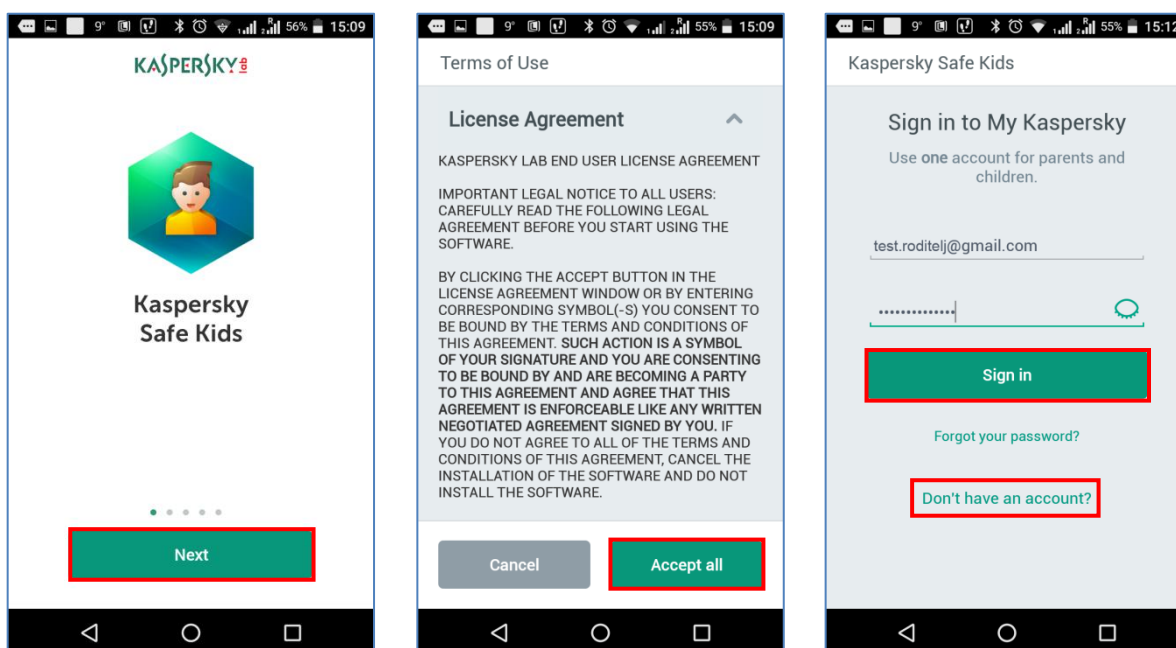 9° 56% 15:09
KASPERSKY lab
Kaspersky
Safe Kids
Next
9° 55% 15:09
Terms of Use
License Agreement
KASPERSKY LAB END USER LICENSE AGREEMENT
IMPORTANT LEGAL NOTICE TO ALL USERS:
CAREFULLY READ THE FOLLOWING LEGAL
AGREEMENT BEFORE YOU START USING THE
SOFTWARE.
BY CLICKING THE ACCEPT BUTTON IN THE
LICENSE AGREEMENT WINDOW OR BY ENTERING
CORRESPONDING SYMBOL(-S) YOU CONSENT TO
BE BOUND BY THE TERMS AND CONDITIONS OF
THIS AGREEMENT. SUCH ACTION IS A SYMBOL
OF YOUR SIGNATURE AND YOU ARE CONSENTING
TO BE BOUND BY AND ARE BECOMING A PARTY
TO THIS AGREEMENT AND AGREE THAT THIS
AGREEMENT IS ENFORCEABLE LIKE ANY WRITTEN
NEGOTIATED AGREEMENT SIGNED BY YOU. IF
YOU DO NOT AGREE TO ALL OF THE TERMS AND
CONDITIONS OF THIS AGREEMENT, CANCEL THE
INSTALLATION OF THE SOFTWARE AND DO NOT
INSTALL THE SOFTWARE.
Cancel
Accept all
9° 55% 15:12
Kaspersky Safe Kids
Sign in to My Kaspersky
Use one account for parents and
children.
test.roditelj@gmail.com
Sign in
Forgot your password?
Don't have an account?